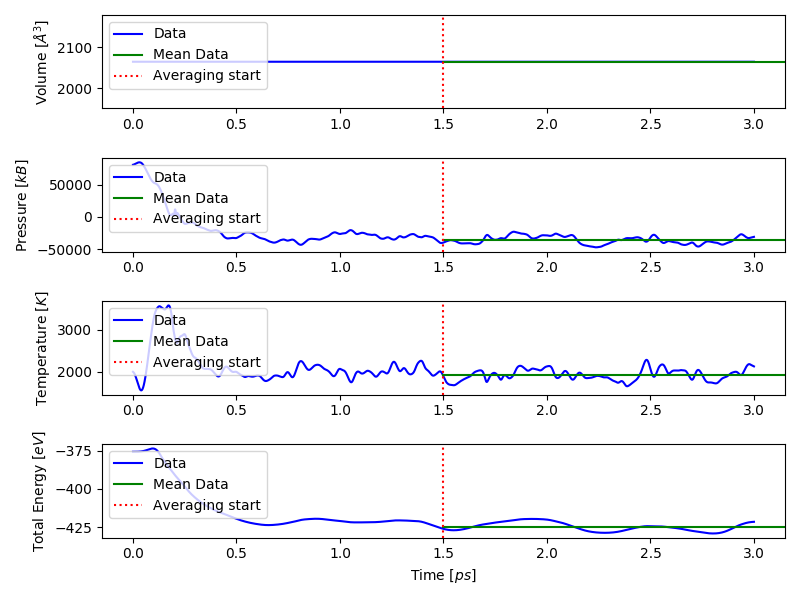 Volume [Å³]
2100
2000
Data
Mean Data
Averaging start
0.0 0.5 1.0 1.5 2.0 2.5 3.0
Pressure [kB]
50000
0
−50000
Data
Mean Data
Averaging start
0.0 0.5 1.0 1.5 2.0 2.5 3.0
Temperature [K]
3000
2000
Data
Mean Data
Averaging start
0.0 0.5 1.0 1.5 2.0 2.5 3.0
Total Energy [eV]
−375
−400
−425
Data
Mean Data
Averaging start
0.0 0.5 1.0 1.5 2.0 2.5 3.0
Time [ps]